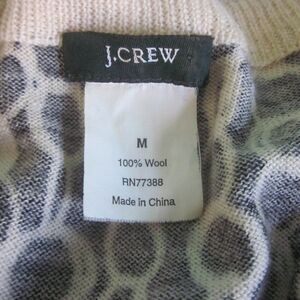 J.CREW
M
100% Wool
RN77388
Made in China